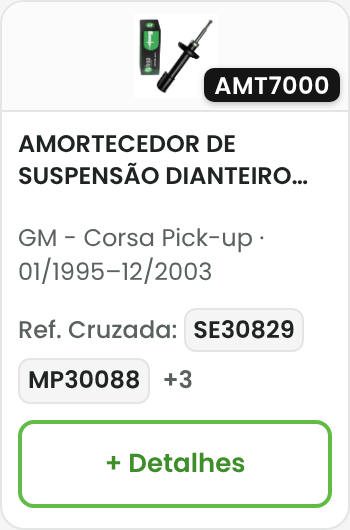 AMT7000
AMORTECEDOR DE
SUSPENSÃO DIANTEIRO...
GM - Corsa Pick-up ·
01/1995–12/2003
Ref. Cruzada: SE30829
MP30088 +3
+ Detalhes